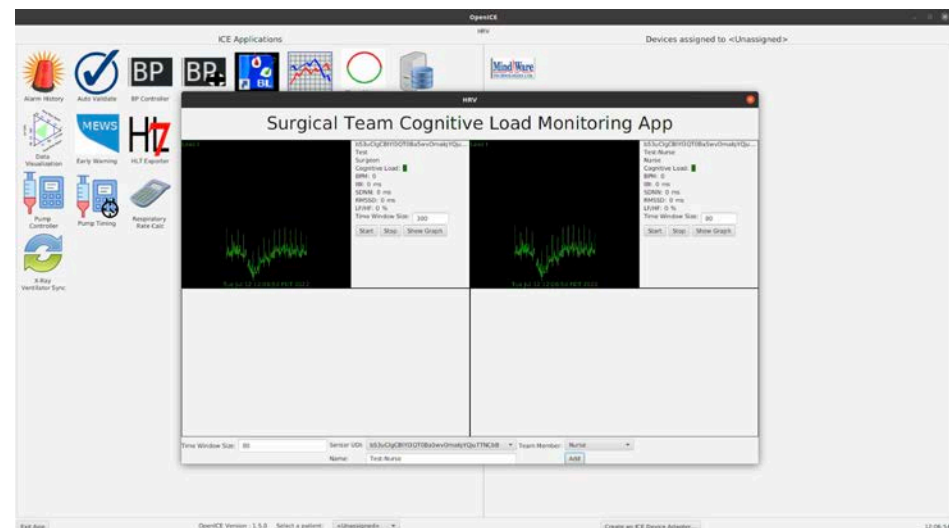 OpenICE
HRV
ICE Applications
Devices assigned to <Unassigned>
BP
BP
BL
MindWare
Alarm History
Auto Validate
BP Controller
MEWS
HL7
Data
Visualization
Early Warning
HL7 Exporter
Pump
Controller
Pump Timing
Respiratory
Rate Calc
X-Ray
Ventilator Sync
HRV
Surgical Team Cognitive Load Monitoring App
Test
Surgeon
Cognitive Load:
BPM: 0
IBI: 0 ms
SDNN: 0 ms
RMSSD: 0 ms
LF/HF: 0 %
Time Window Size: 300
Start Stop Show Graph
Test-Nurse
Nurse
Cognitive Load:
BPM: 0
IBI: 0 ms
SDNN: 0 ms
RMSSD: 0 ms
LF/HF: 0 %
Time Window Size: 80
Start Stop Show Graph
Time Window Size: 80
Sensor UDI:
Team Member: Nurse
Name: Test-Nurse
Add
Exit App
OpenICE Version : 1.5.0 Select a patient: <Unassigned>
Create an ICE Device Adapter...